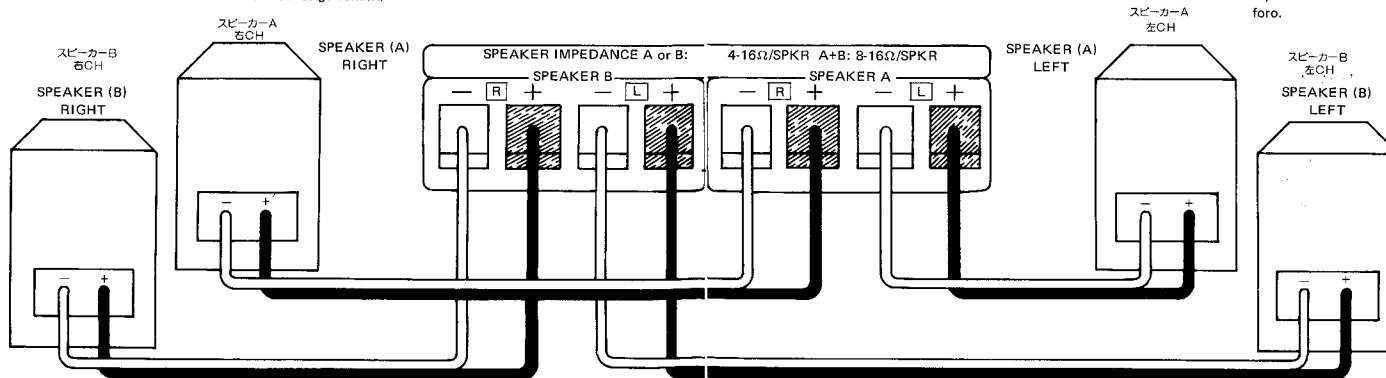 foro.
スピーカーB
右CH
SPEAKER (B)
RIGHT
スピーカーA
右CH
SPEAKER (A)
RIGHT
SPEAKER IMPEDANCE A or B: 4-16Ω/SPKR A+B: 8-16Ω/SPKR
SPEAKER B
SPEAKER A
− R + − L + − R + − L +
SPEAKER (A)
LEFT
スピーカーA
左CH
スピーカーB
左CH
SPEAKER (B)
LEFT
− +
− +
− +
− +